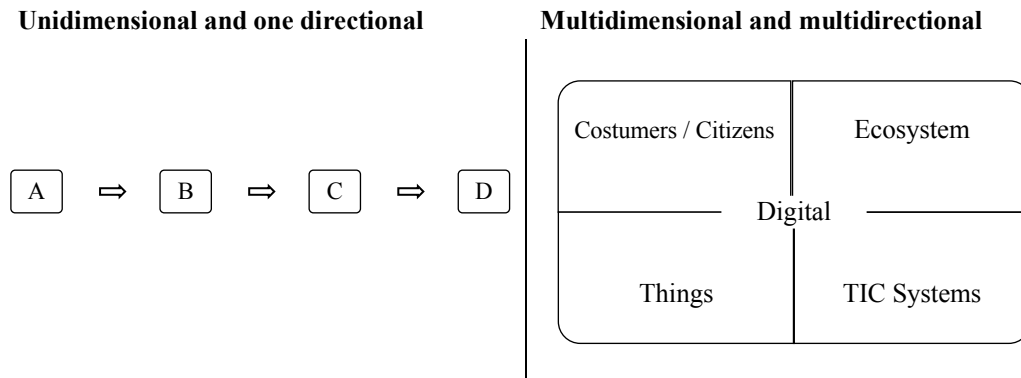 Unidimensional and one directional
Multidimensional and multidirectional
A ⇨ B ⇨ C ⇨ D
Costumers / Citizens
Ecosystem
Digital
Things
TIC Systems